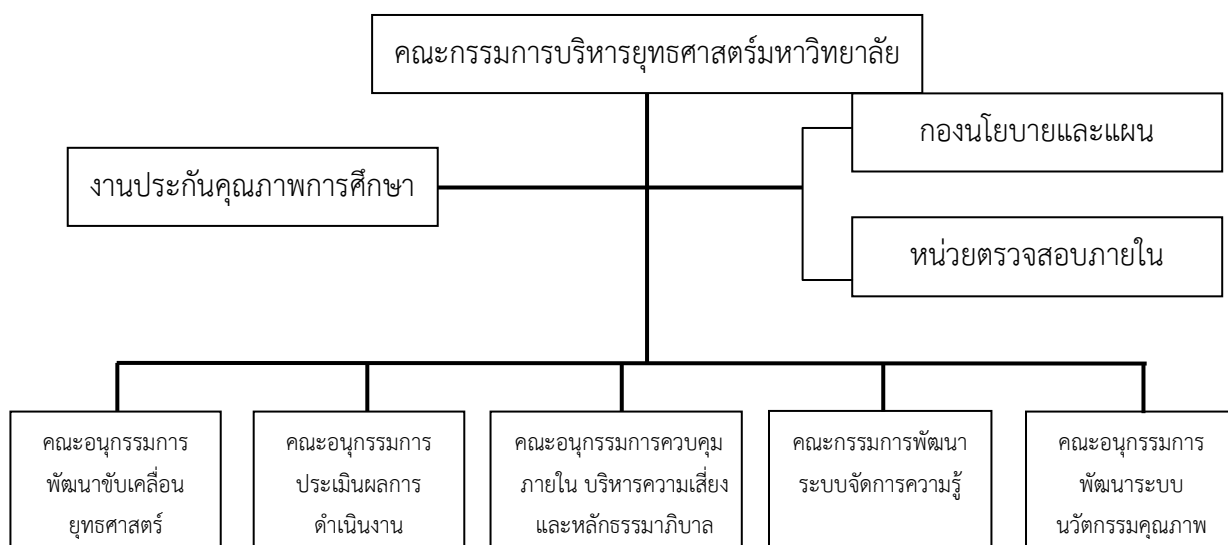 คณะกรรมการบริหารยุทธศาสตร์มหาวิทยาลัย
กองนโยบายและแผน
งานประกันคุณภาพการศึกษา
หน่วยตรวจสอบภายใน
คณะอนุกรรมการ
พัฒนาขับเคลื่อน
ยุทธศาสตร์
คณะอนุกรรมการ
ประเมินผลการ
ดำเนินงาน
คณะอนุกรรมการควบคุม
ภายใน บริหารความเสี่ยง
และหลักธรรมาภิบาล
คณะกรรมการพัฒนา
ระบบจัดการความรู้
คณะอนุกรรมการ
พัฒนาระบบ
นวัตกรรมคุณภาพ